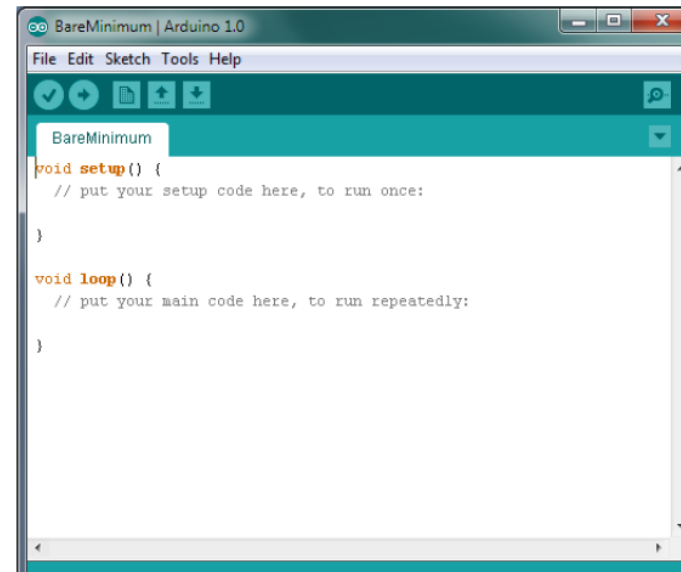 BareMinimum | Arduino 1.0
File Edit Sketch Tools Help
BareMinimum
void setup() {
  // put your setup code here, to run once:
}
void loop() {
  // put your main code here, to run repeatedly:
}